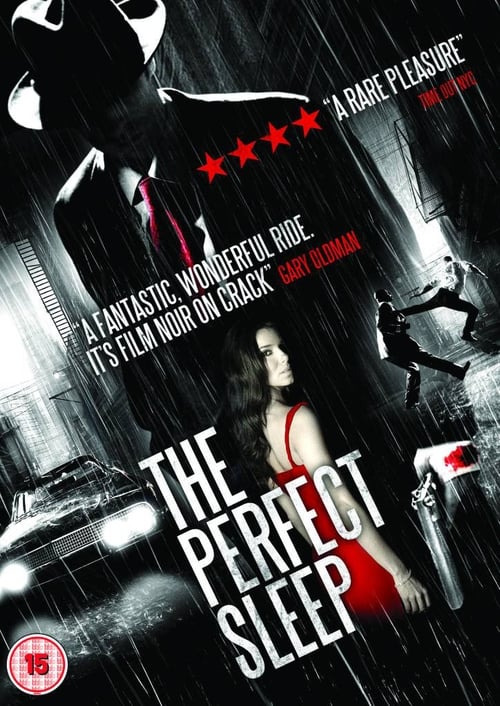 "A RARE PLEASURE"
TIME OUT NYC
"A FANTASTIC, WONDERFUL RIDE.
IT'S FILM NOIR ON CRACK"
GARY OLDMAN
THE
PERFECT
SLEEP
15